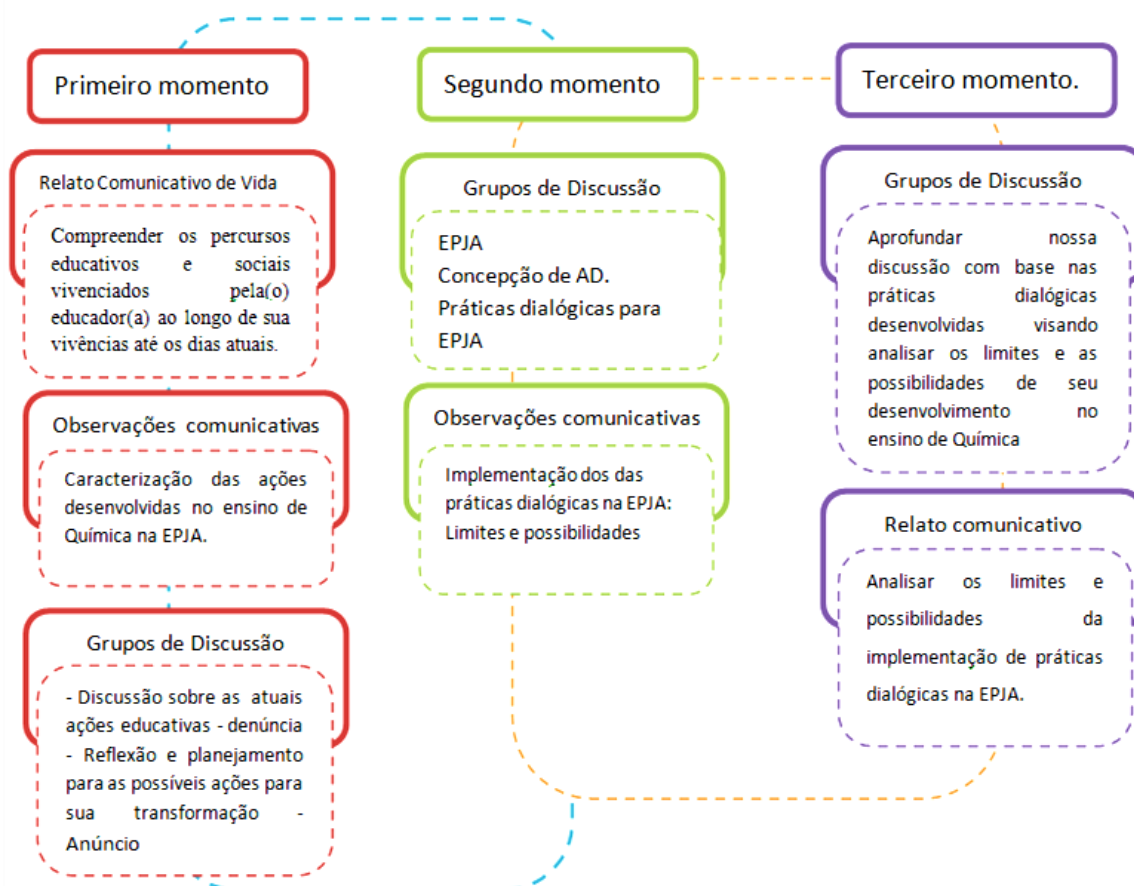 Primeiro momento
Relato Comunicativo de Vida
Compreender os percursos
educativos e sociais
vivenciados pela(o)
educador(a) ao longo de sua
vivências até os dias atuais.
Observações comunicativas
Caracterização das ações
desenvolvidas no ensino de
Química na EPJA.
Grupos de Discussão
- Discussão sobre as atuais
ações educativas - denúncia
- Reflexão e planejamento
para as possíveis ações para
sua transformação -
Anúncio
Segundo momento
Grupos de Discussão
EPJA
Concepção de AD.
Práticas dialógicas para
EPJA
Observações comunicativas
Implementação dos das
práticas dialógicas na EPJA:
Limites e possibilidades
Terceiro momento.
Grupos de Discussão
Aprofundar nossa
discussão com base nas
práticas dialógicas
desenvolvidas visando
analisar os limites e as
possibilidades de seu
desenvolvimento no
ensino de Química
Relato comunicativo
Analisar os limites e
possibilidades da
implementação de práticas
dialógicas na EPJA.